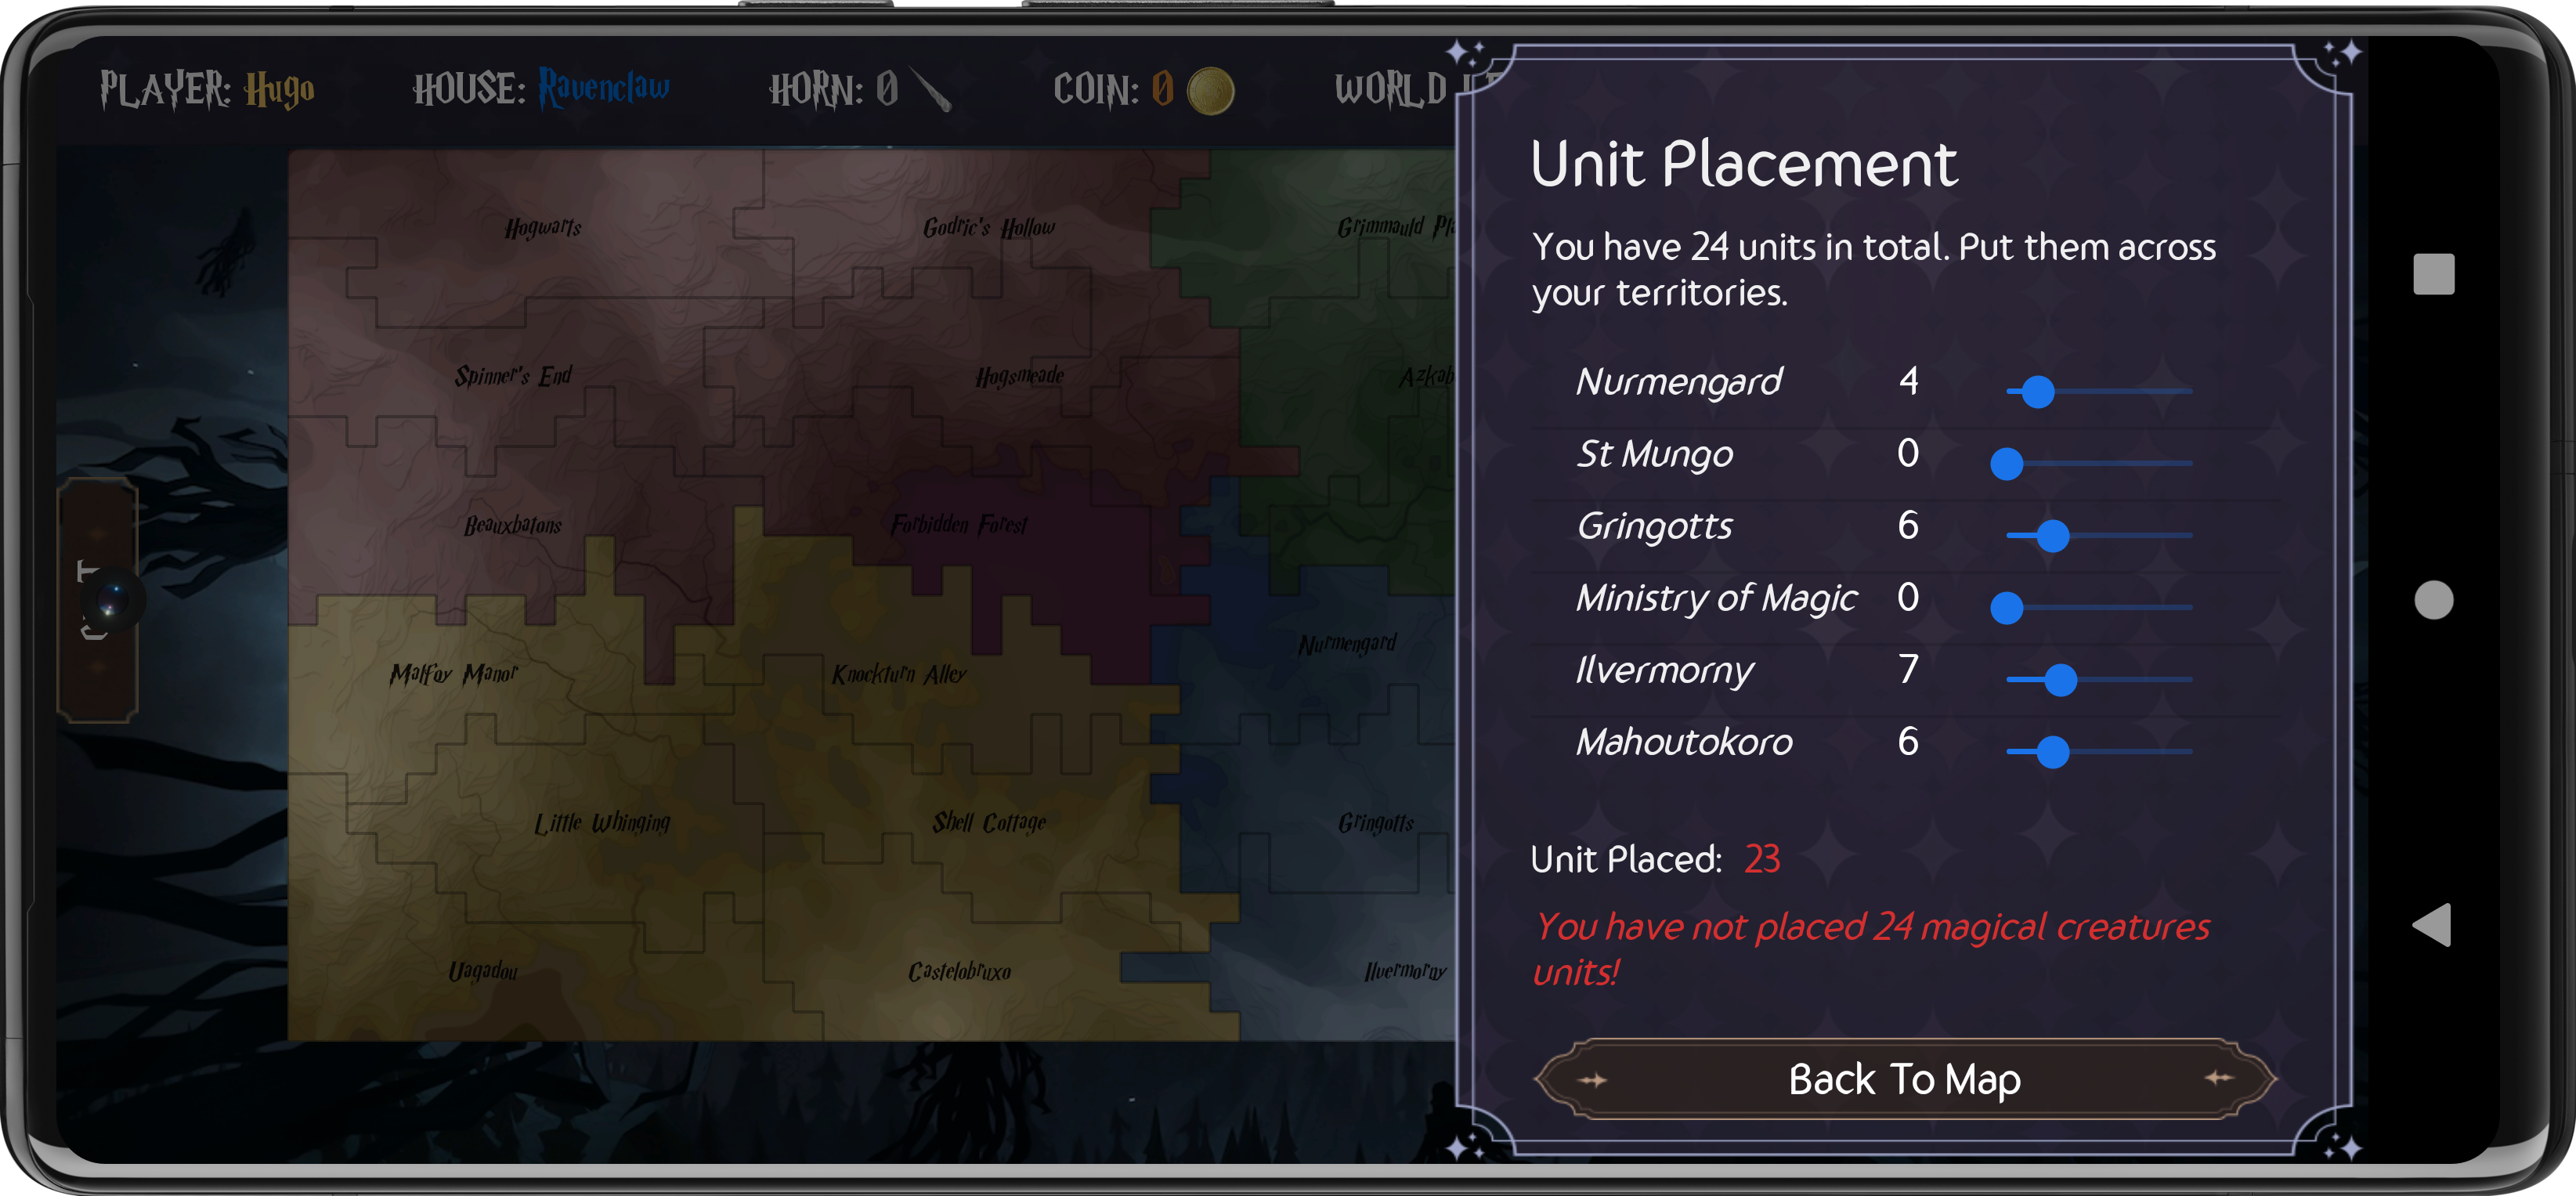 PLAYER: Hugo HOUSE: Ravenclaw HORN: 0 COIN: 0 WORLD
Unit Placement
You have 24 units in total. Put them across
your territories.
Nurmengard 4
St Mungo 0
Gringotts 6
Ministry of Magic 0
Ilvermorny 7
Mahoutokoro 6
Unit Placed: 23
You have not placed 24 magical creatures
units!
Back To Map
Hogwarts
Godric's Hollow
Grimmauld
Spinner's End
Hogsmeade
Beauxbatons
Forbidden Forest
Nurmengard
Malfoy Manor
Knockturn Alley
Little Whinging
Shell Cottage
Gringotts
Uagadou
Castelobruxo
Ilvermorny